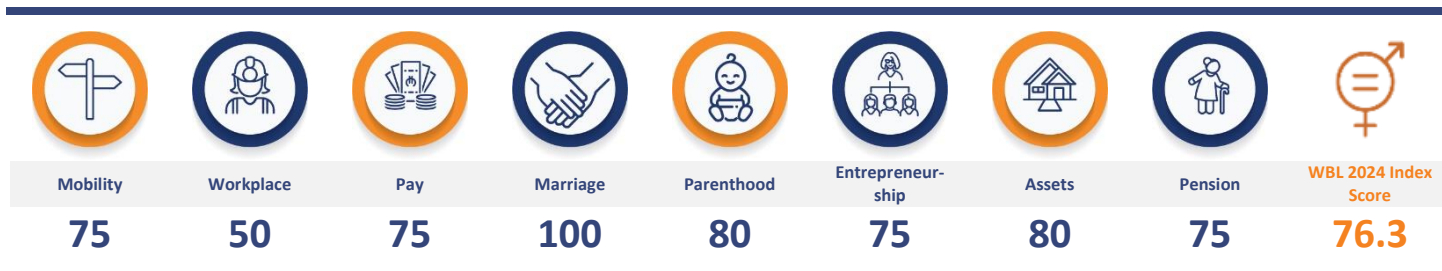 Mobility
Workplace
Pay
Marriage
Parenthood
Entrepreneur-
ship
Assets
Pension
WBL 2024 Index
Score
75
50
75
100
80
75
80
75
76.3